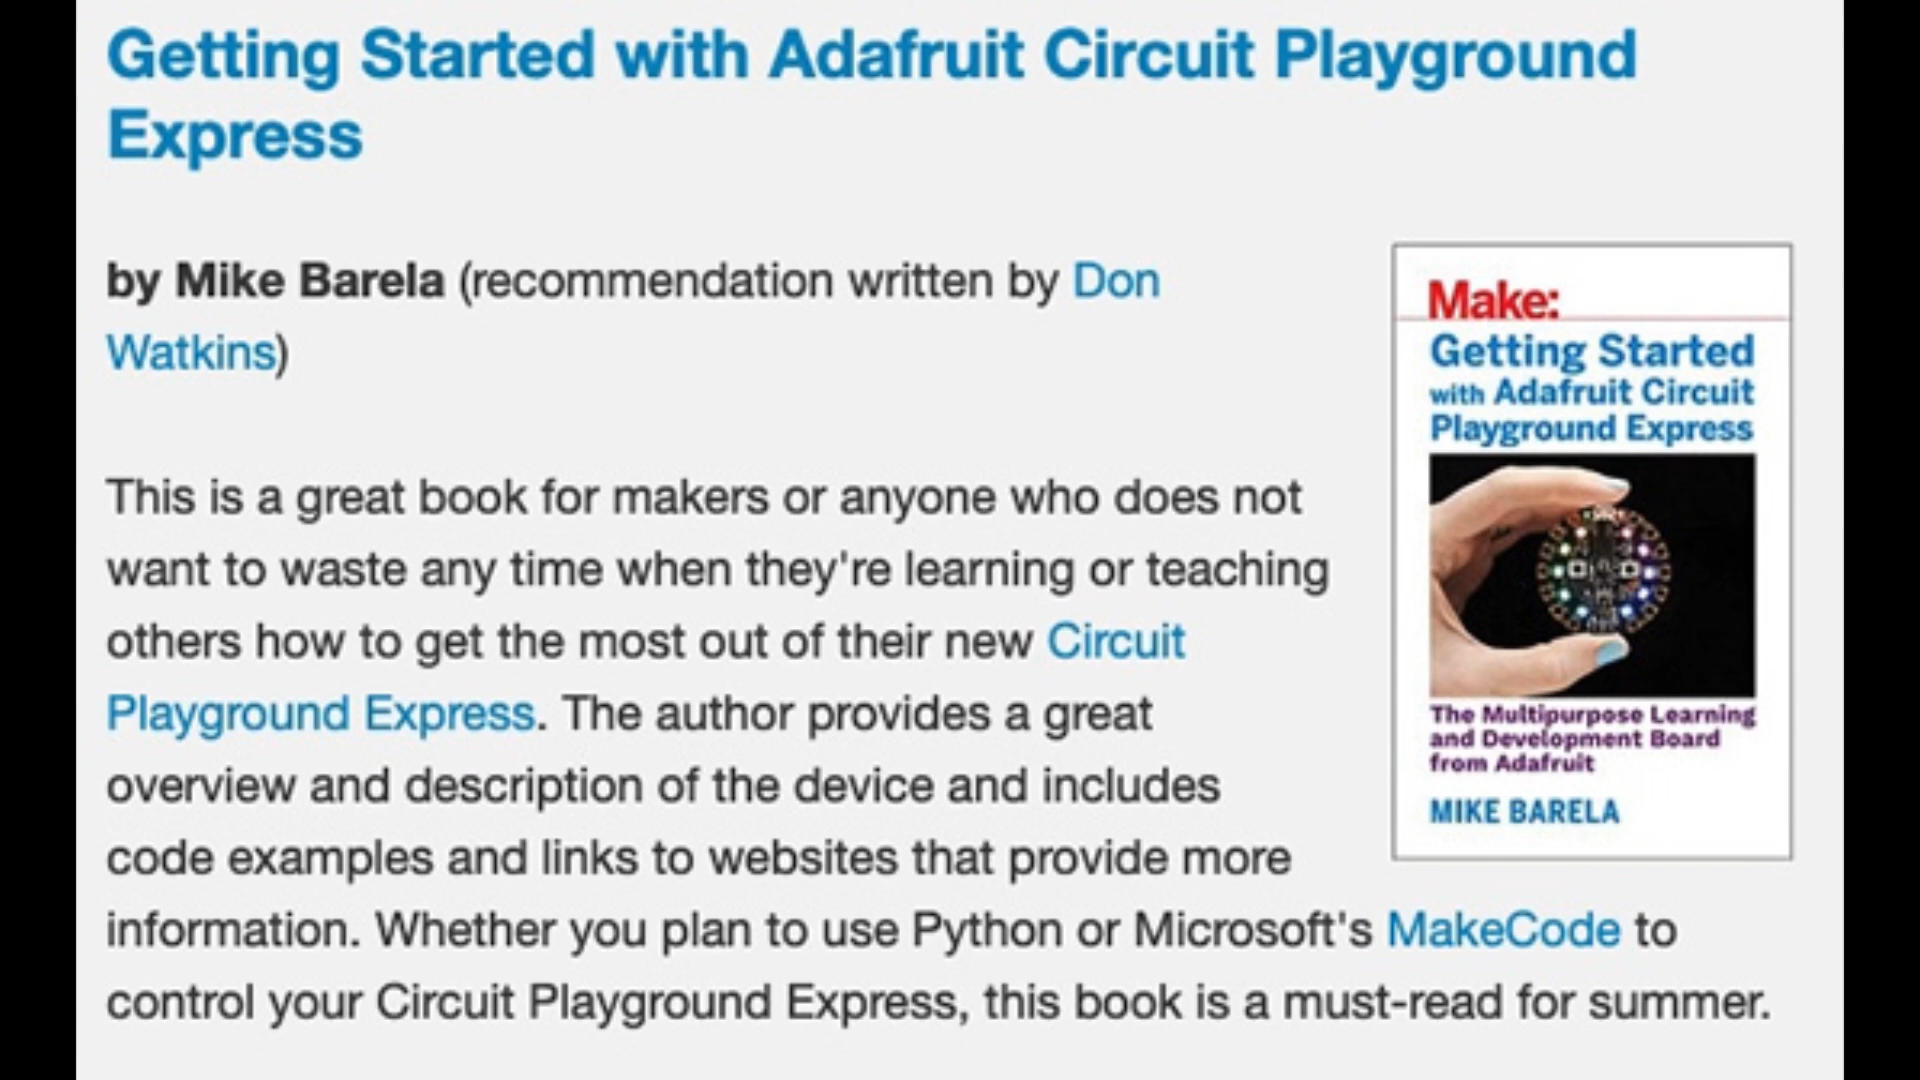 Getting Started with Adafruit Circuit Playground
Express
by Mike Barela (recommendation written by Don
Watkins)
This is a great book for makers or anyone who does not
want to waste any time when they're learning or teaching
others how to get the most out of their new Circuit
Playground Express. The author provides a great
overview and description of the device and includes
code examples and links to websites that provide more
information. Whether you plan to use Python or Microsoft's MakeCode to
control your Circuit Playground Express, this book is a must-read for summer.
Make:
Getting Started
with Adafruit Circuit
Playground Express
The Multipurpose Learning
and Development Board
from Adafruit
MIKE BARELA